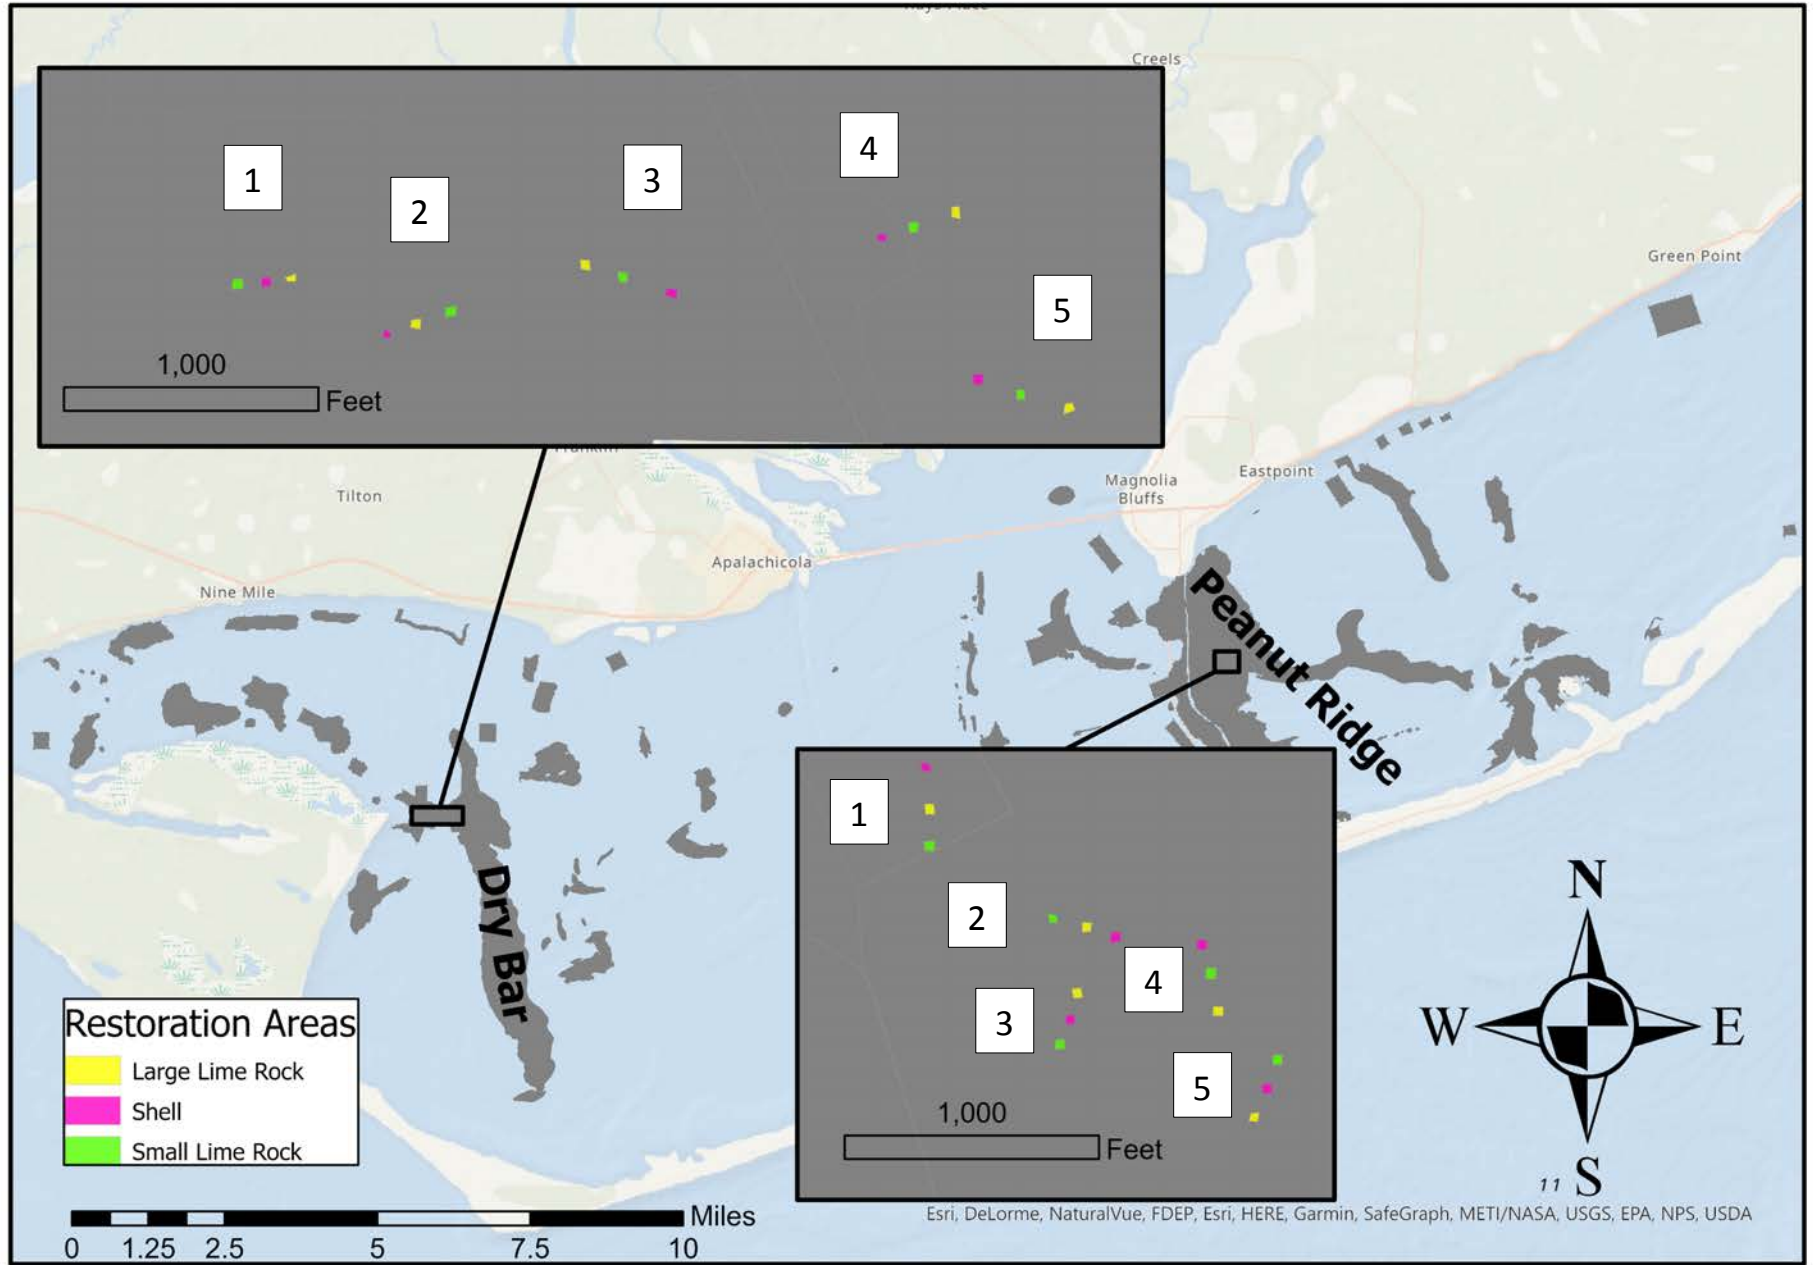 Creels
1
2
3
4
5
1,000
Feet
Green Point
Tilton
Magnolia
Bluffs
Eastpoint
Apalachicola
Nine Mile
Peanut Ridge
Dry Bar
1
2
3
4
5
1,000
Feet
N
W
E
S
Restoration Areas
Large Lime Rock
Shell
Small Lime Rock
Miles
0 1.25 2.5 5 7.5 10
11
Esri, DeLorme, NaturalVue, FDEP, Esri, HERE, Garmin, SafeGraph, METI/NASA, USGS, EPA, NPS, USDA